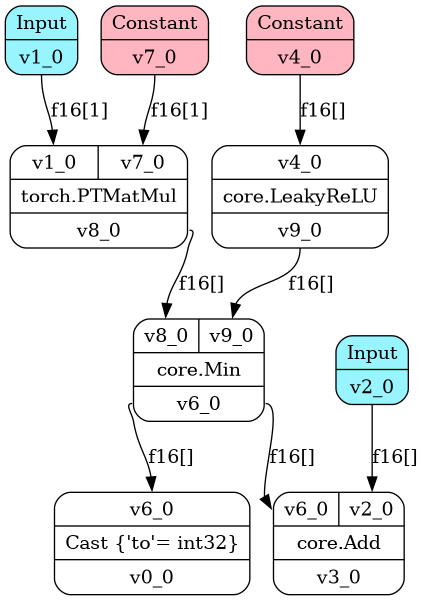 Input
v1_0
Constant
v7_0
Constant
v4_0
f16[1]
f16[1]
f16[]
v1_0
v7_0
torch.PTMatMul
v8_0
v4_0
core.LeakyReLU
v9_0
f16[]
f16[]
v8_0
v9_0
core.Min
v6_0
Input
v2_0
f16[]
f16[]
f16[]
v6_0
Cast {'to'= int32}
v0_0
v6_0
v2_0
core.Add
v3_0